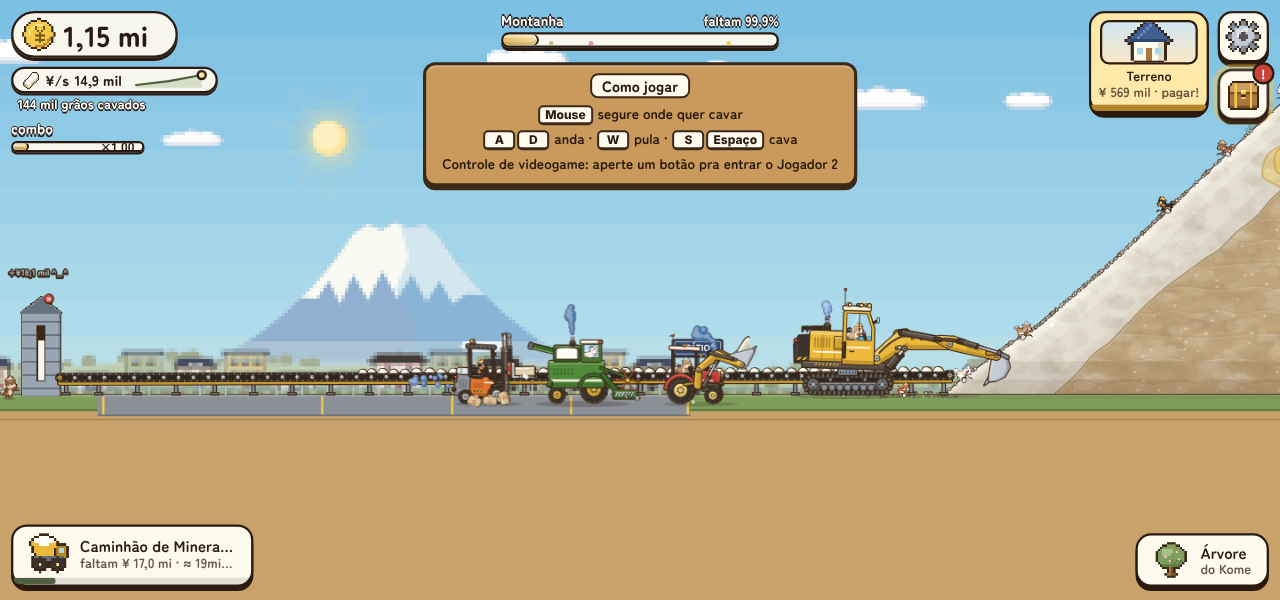 1,15 mi
¥/s 14,9 mil
144 mil grãos cavados
combo
×1,00
Montanha
faltam 99,9%
Como jogar
Mouse segure onde quer cavar
A D anda · W pula · S Espaço cava
Controle de videogame: aperte um botão pra entrar o Jogador 2
Terreno
¥ 569 mil · pagar!
!
Caminhão de Minera...
faltam ¥ 17,0 mi · ≈ 19mi...
Árvore
do Kome